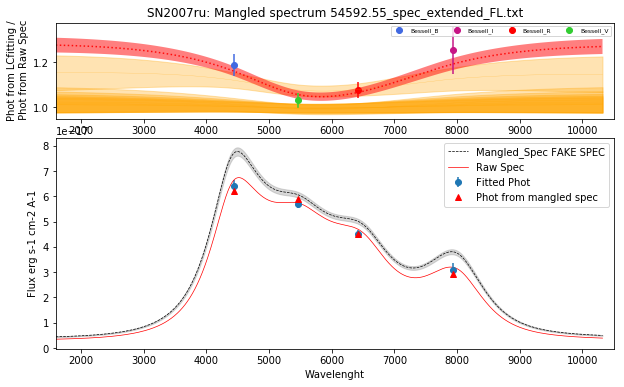 SN2007ru: Mangled spectrum 54592.55_spec_extended_FL.txt
Phot from LCfitting /
Phot from Raw Spec
1.2
1.0
Bessell_B
Bessell_I
Bessell_R
Bessell_V
2000 3000 4000 5000 6000 7000 8000 9000 10000
1e-17
Flux erg s-1 cm-2 A-1
8
7
6
5
4
3
2
1
0
Mangled_Spec FAKE SPEC
Raw Spec
Fitted Phot
Phot from mangled spec
2000 3000 4000 5000 6000 7000 8000 9000 10000
Wavelenght